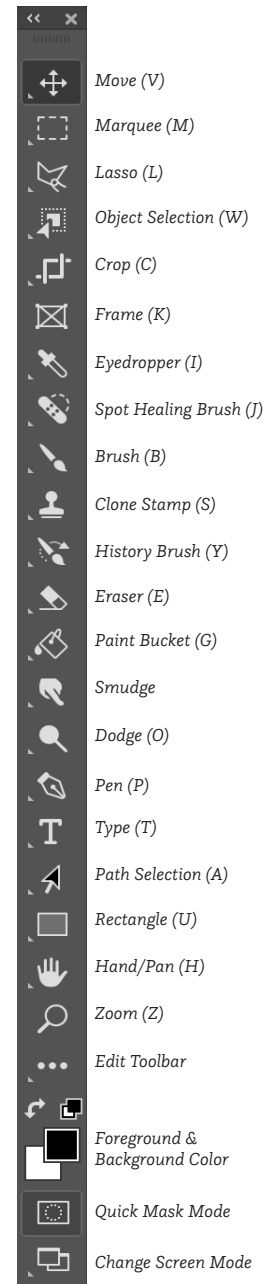 Move (V)
Marquee (M)
Lasso (L)
Object Selection (W)
Crop (C)
Frame (K)
Eyedropper (I)
Spot Healing Brush (J)
Brush (B)
Clone Stamp (S)
History Brush (Y)
Eraser (E)
Paint Bucket (G)
Smudge
Dodge (O)
Pen (P)
Type (T)
Path Selection (A)
Rectangle (U)
Hand/Pan (H)
Zoom (Z)
Edit Toolbar
Foreground &
Background Color
Quick Mask Mode
Change Screen Mode